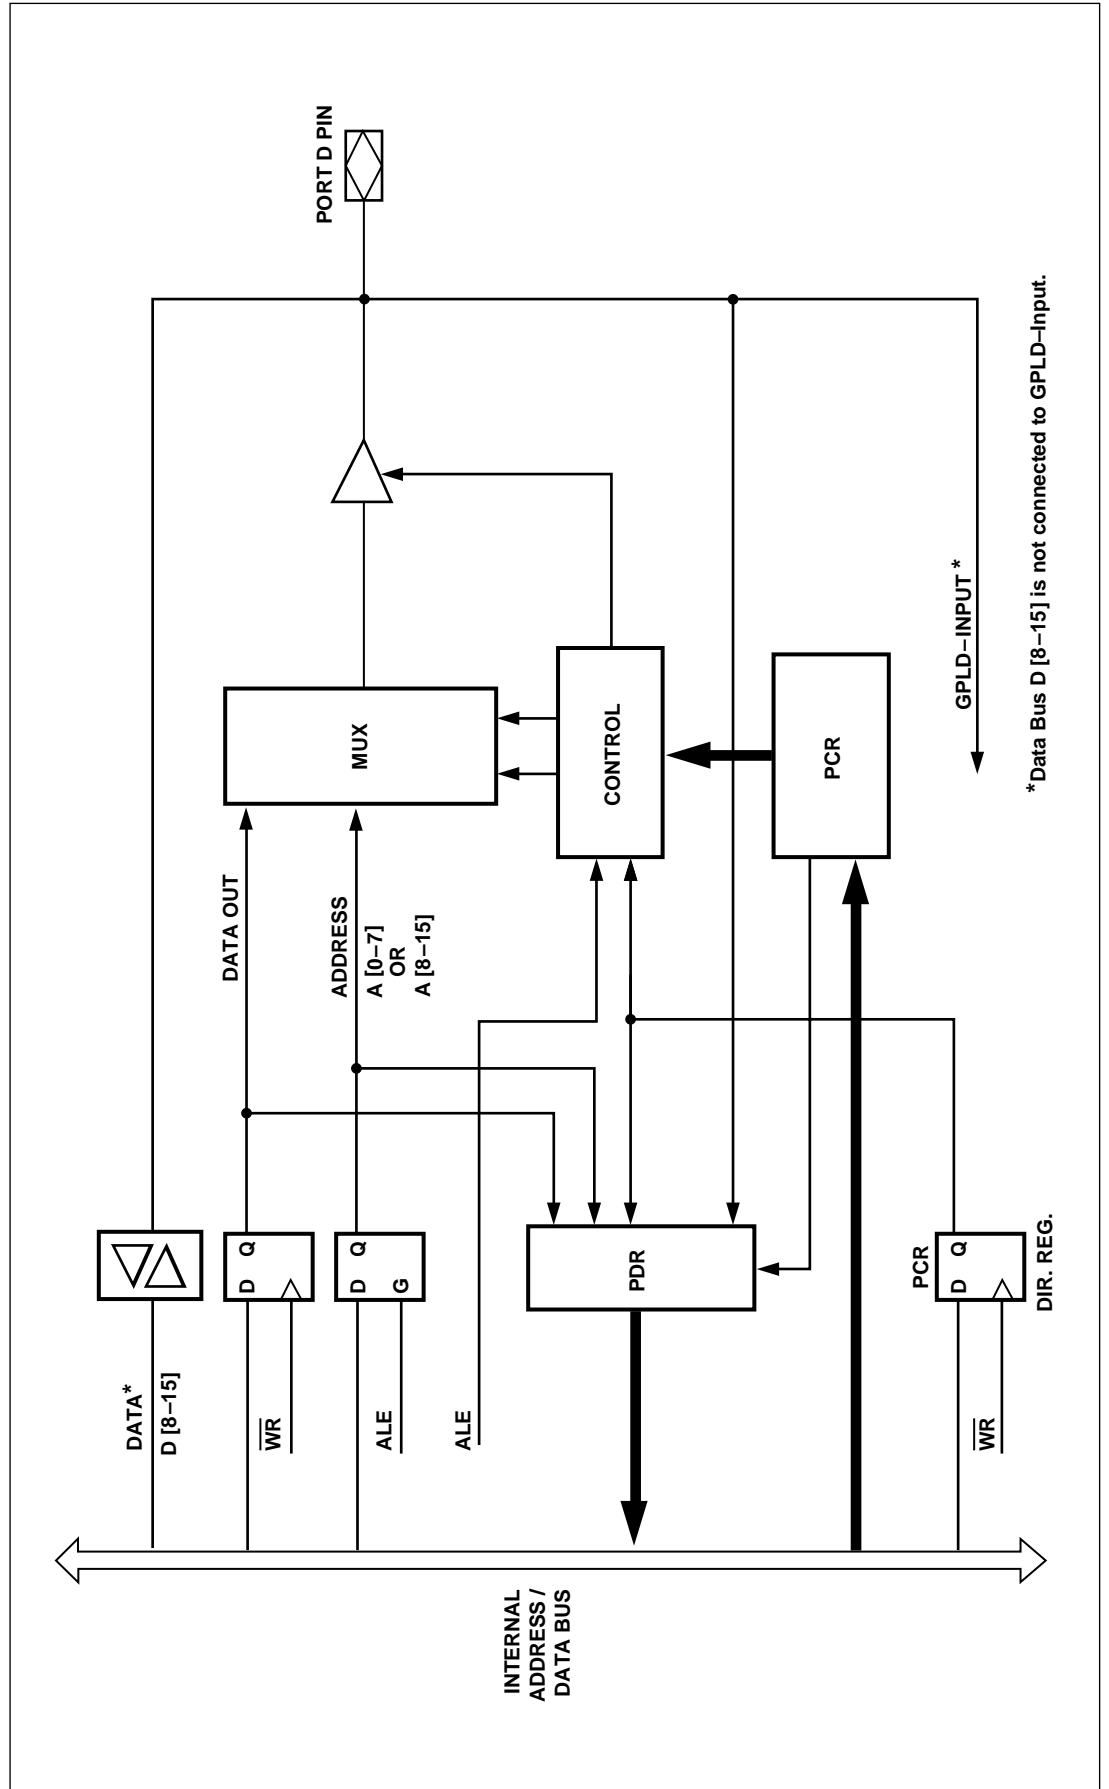 INTERNAL
ADDRESS /
DATA BUS
DATA*
D [8–15]
WR
D Q
ALE
D Q
G
ALE
DATA OUT
ADDRESS
A [0–7]
OR
A [8–15]
MUX
PORT D PIN
CONTROL
PDR
PCR
WR
PCR
D Q
DIR. REG.
GPLD–INPUT *
*Data Bus D [8–15] is not connected to GPLD–Input.